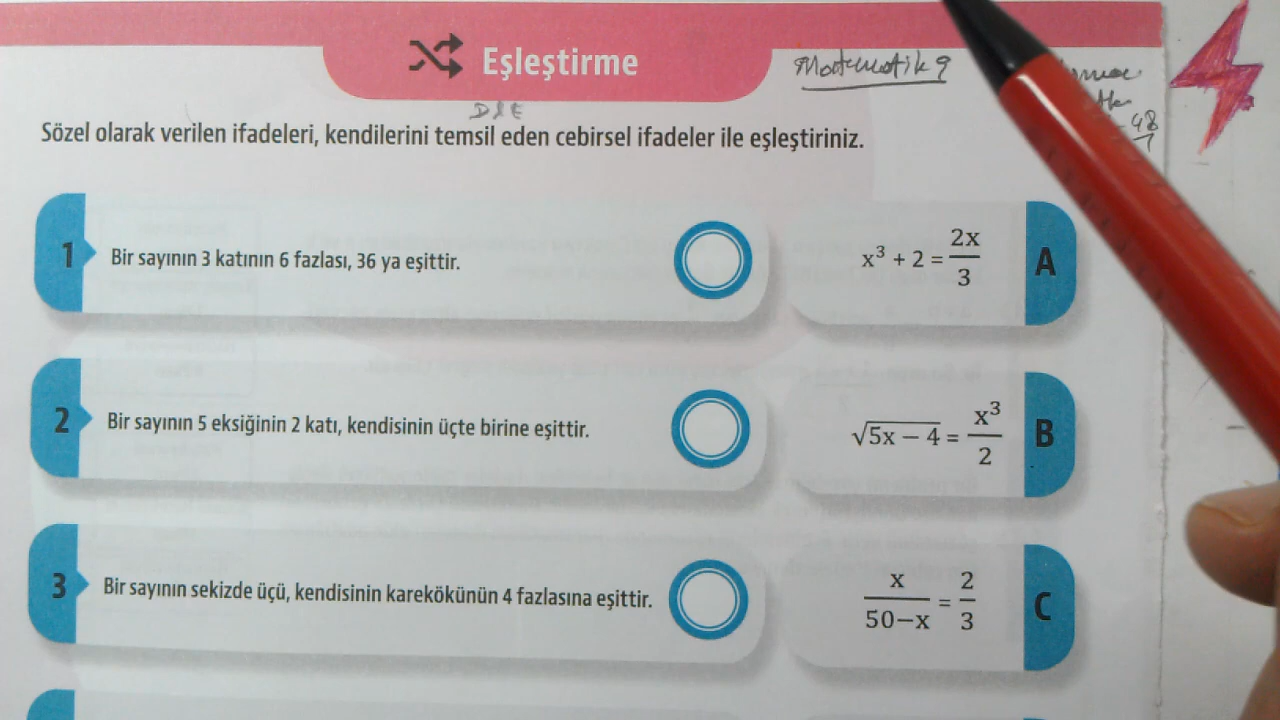 Eşleştirme
Matematik 9
Sözel olarak verilen ifadeleri, kendilerini temsil eden cebirsel ifadeler ile eşleştiriniz.
48
1
Bir sayının 3 katının 6 fazlası, 36 ya eşittir.
x³ + 2 = 2x/3
A
2
Bir sayının 5 eksiğinin 2 katı, kendisinin üçte birine eşittir.
√5x − 4 = x³/2
B
3
Bir sayının sekizde üçü, kendisinin karekökünün 4 fazlasına eşittir.
x/50−x = 2/3
C